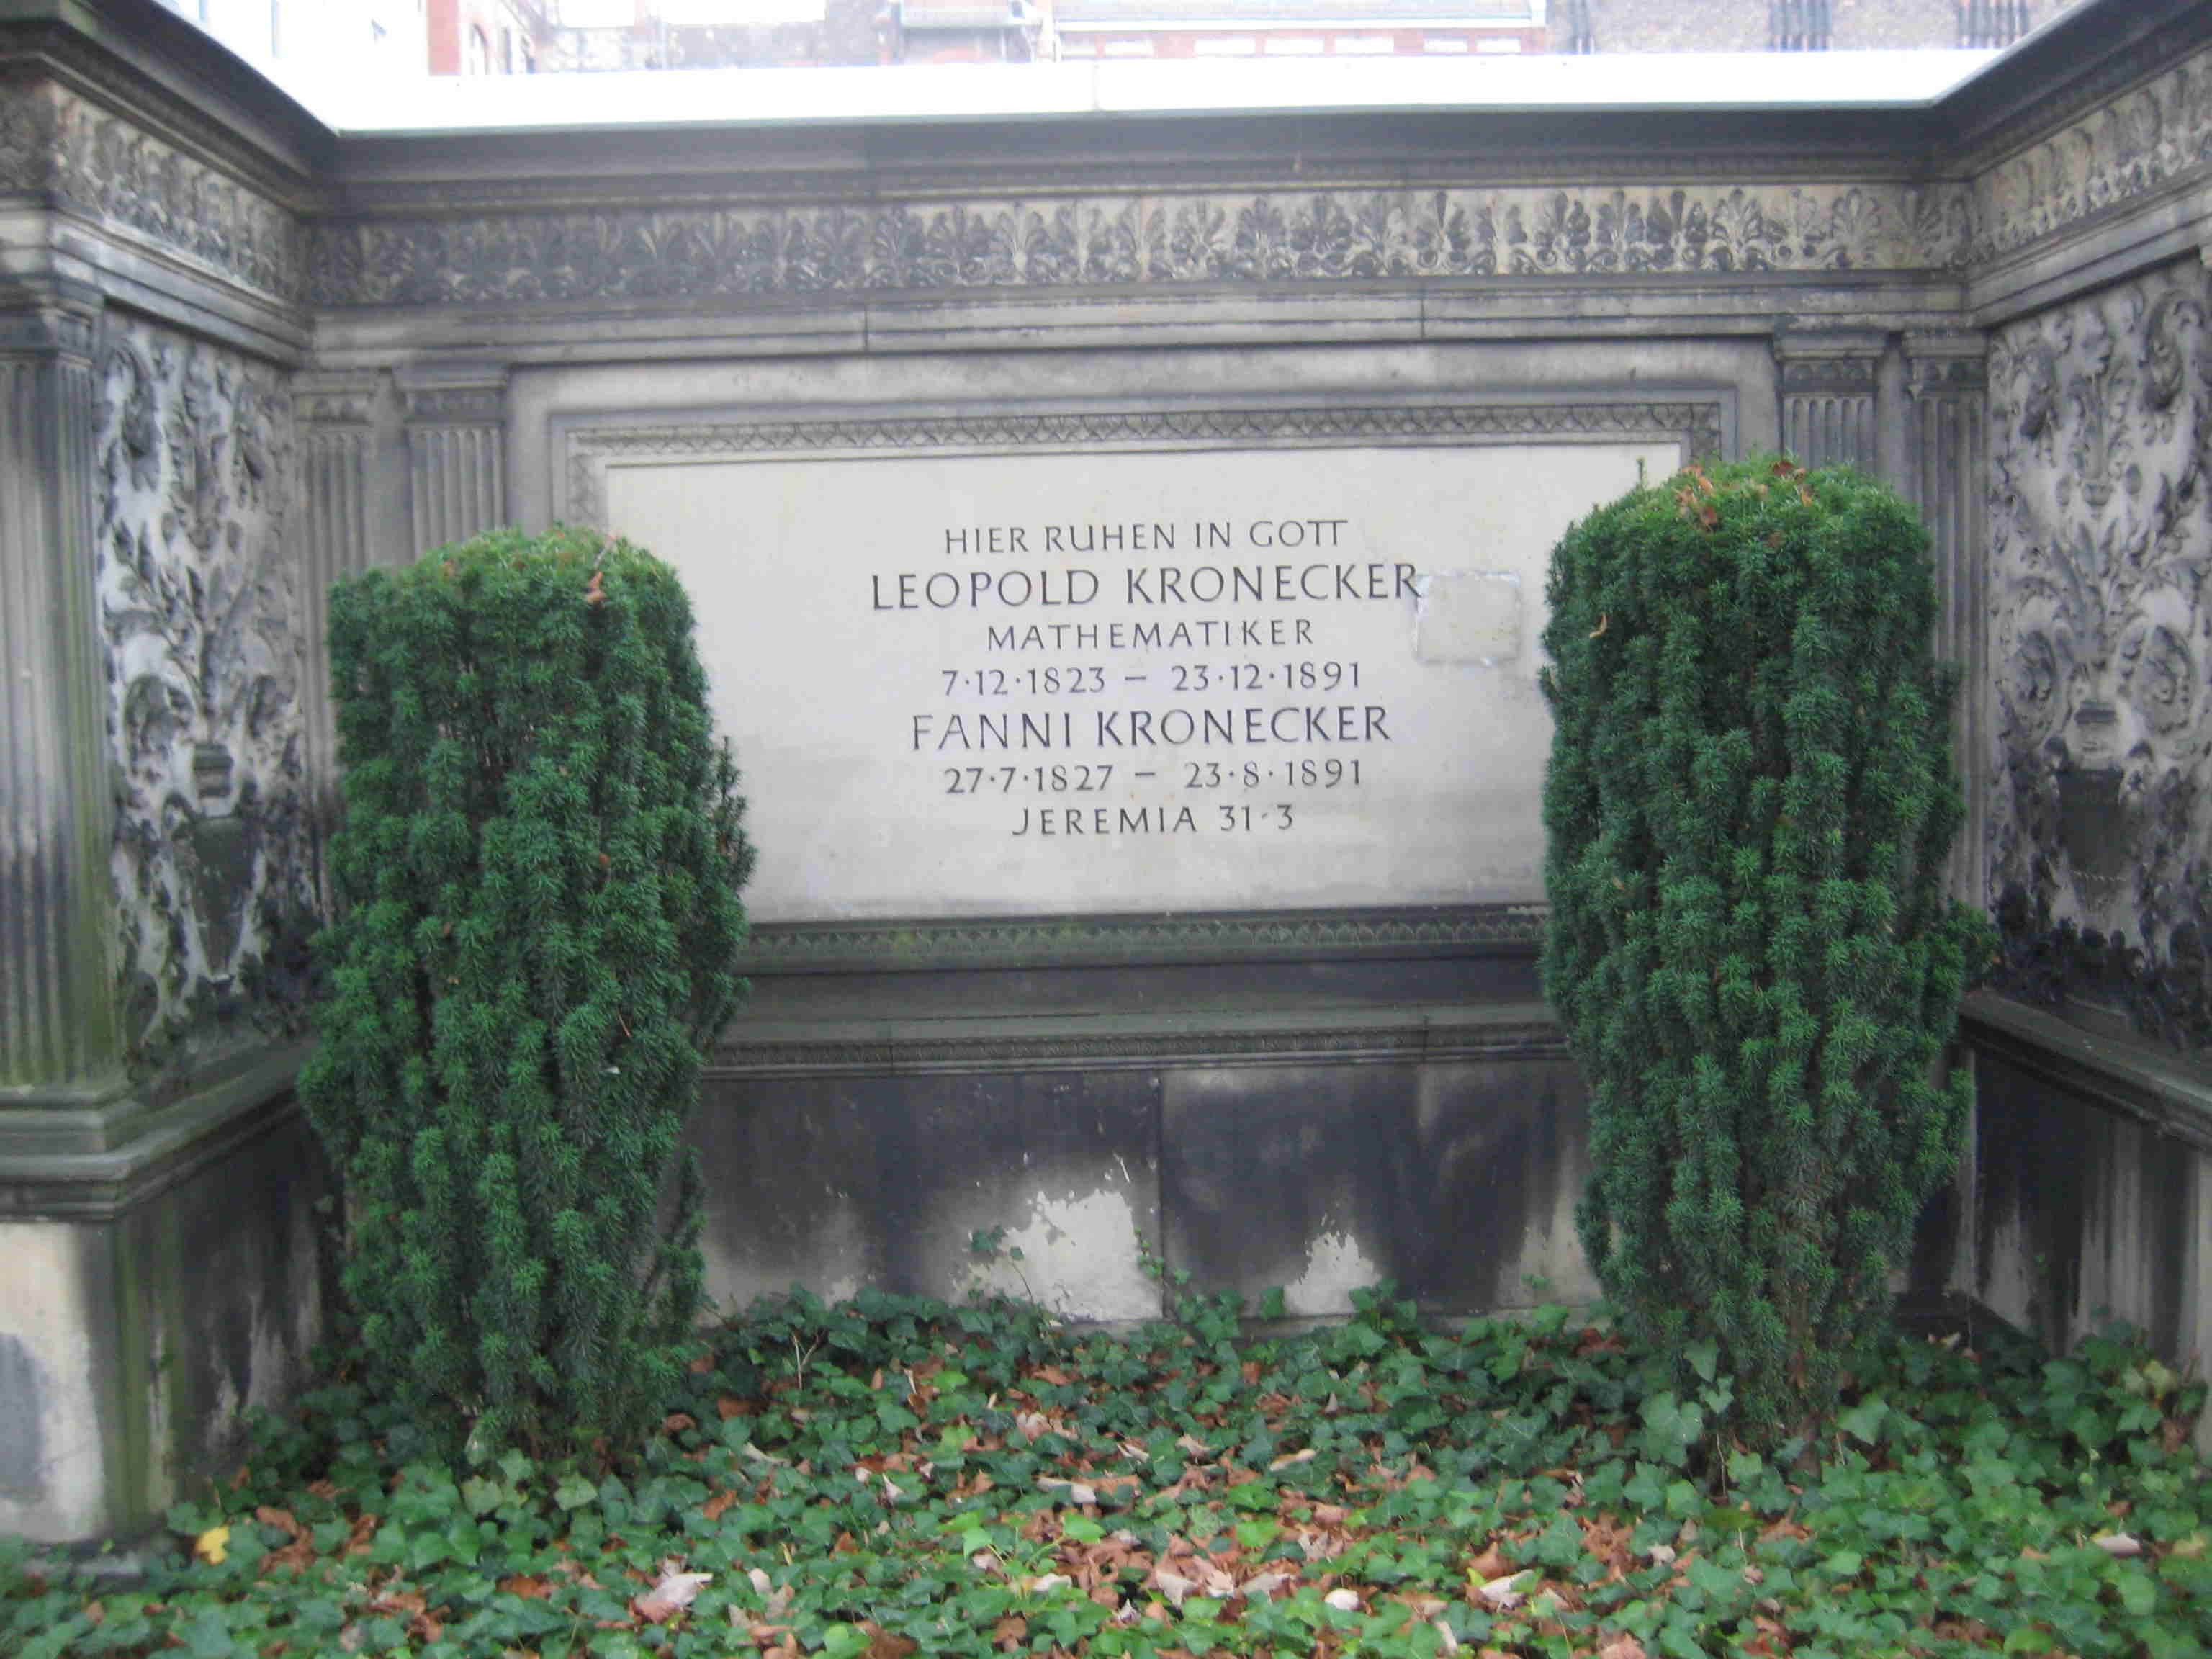 HIER RUHEN IN GOTT
LEOPOLD KRONECKER
MATHEMATIKER
7·12·1823 – 23·12·1891
FANNI KRONECKER
27·7·1827 – 23·8·1891
JEREMIA 31·3